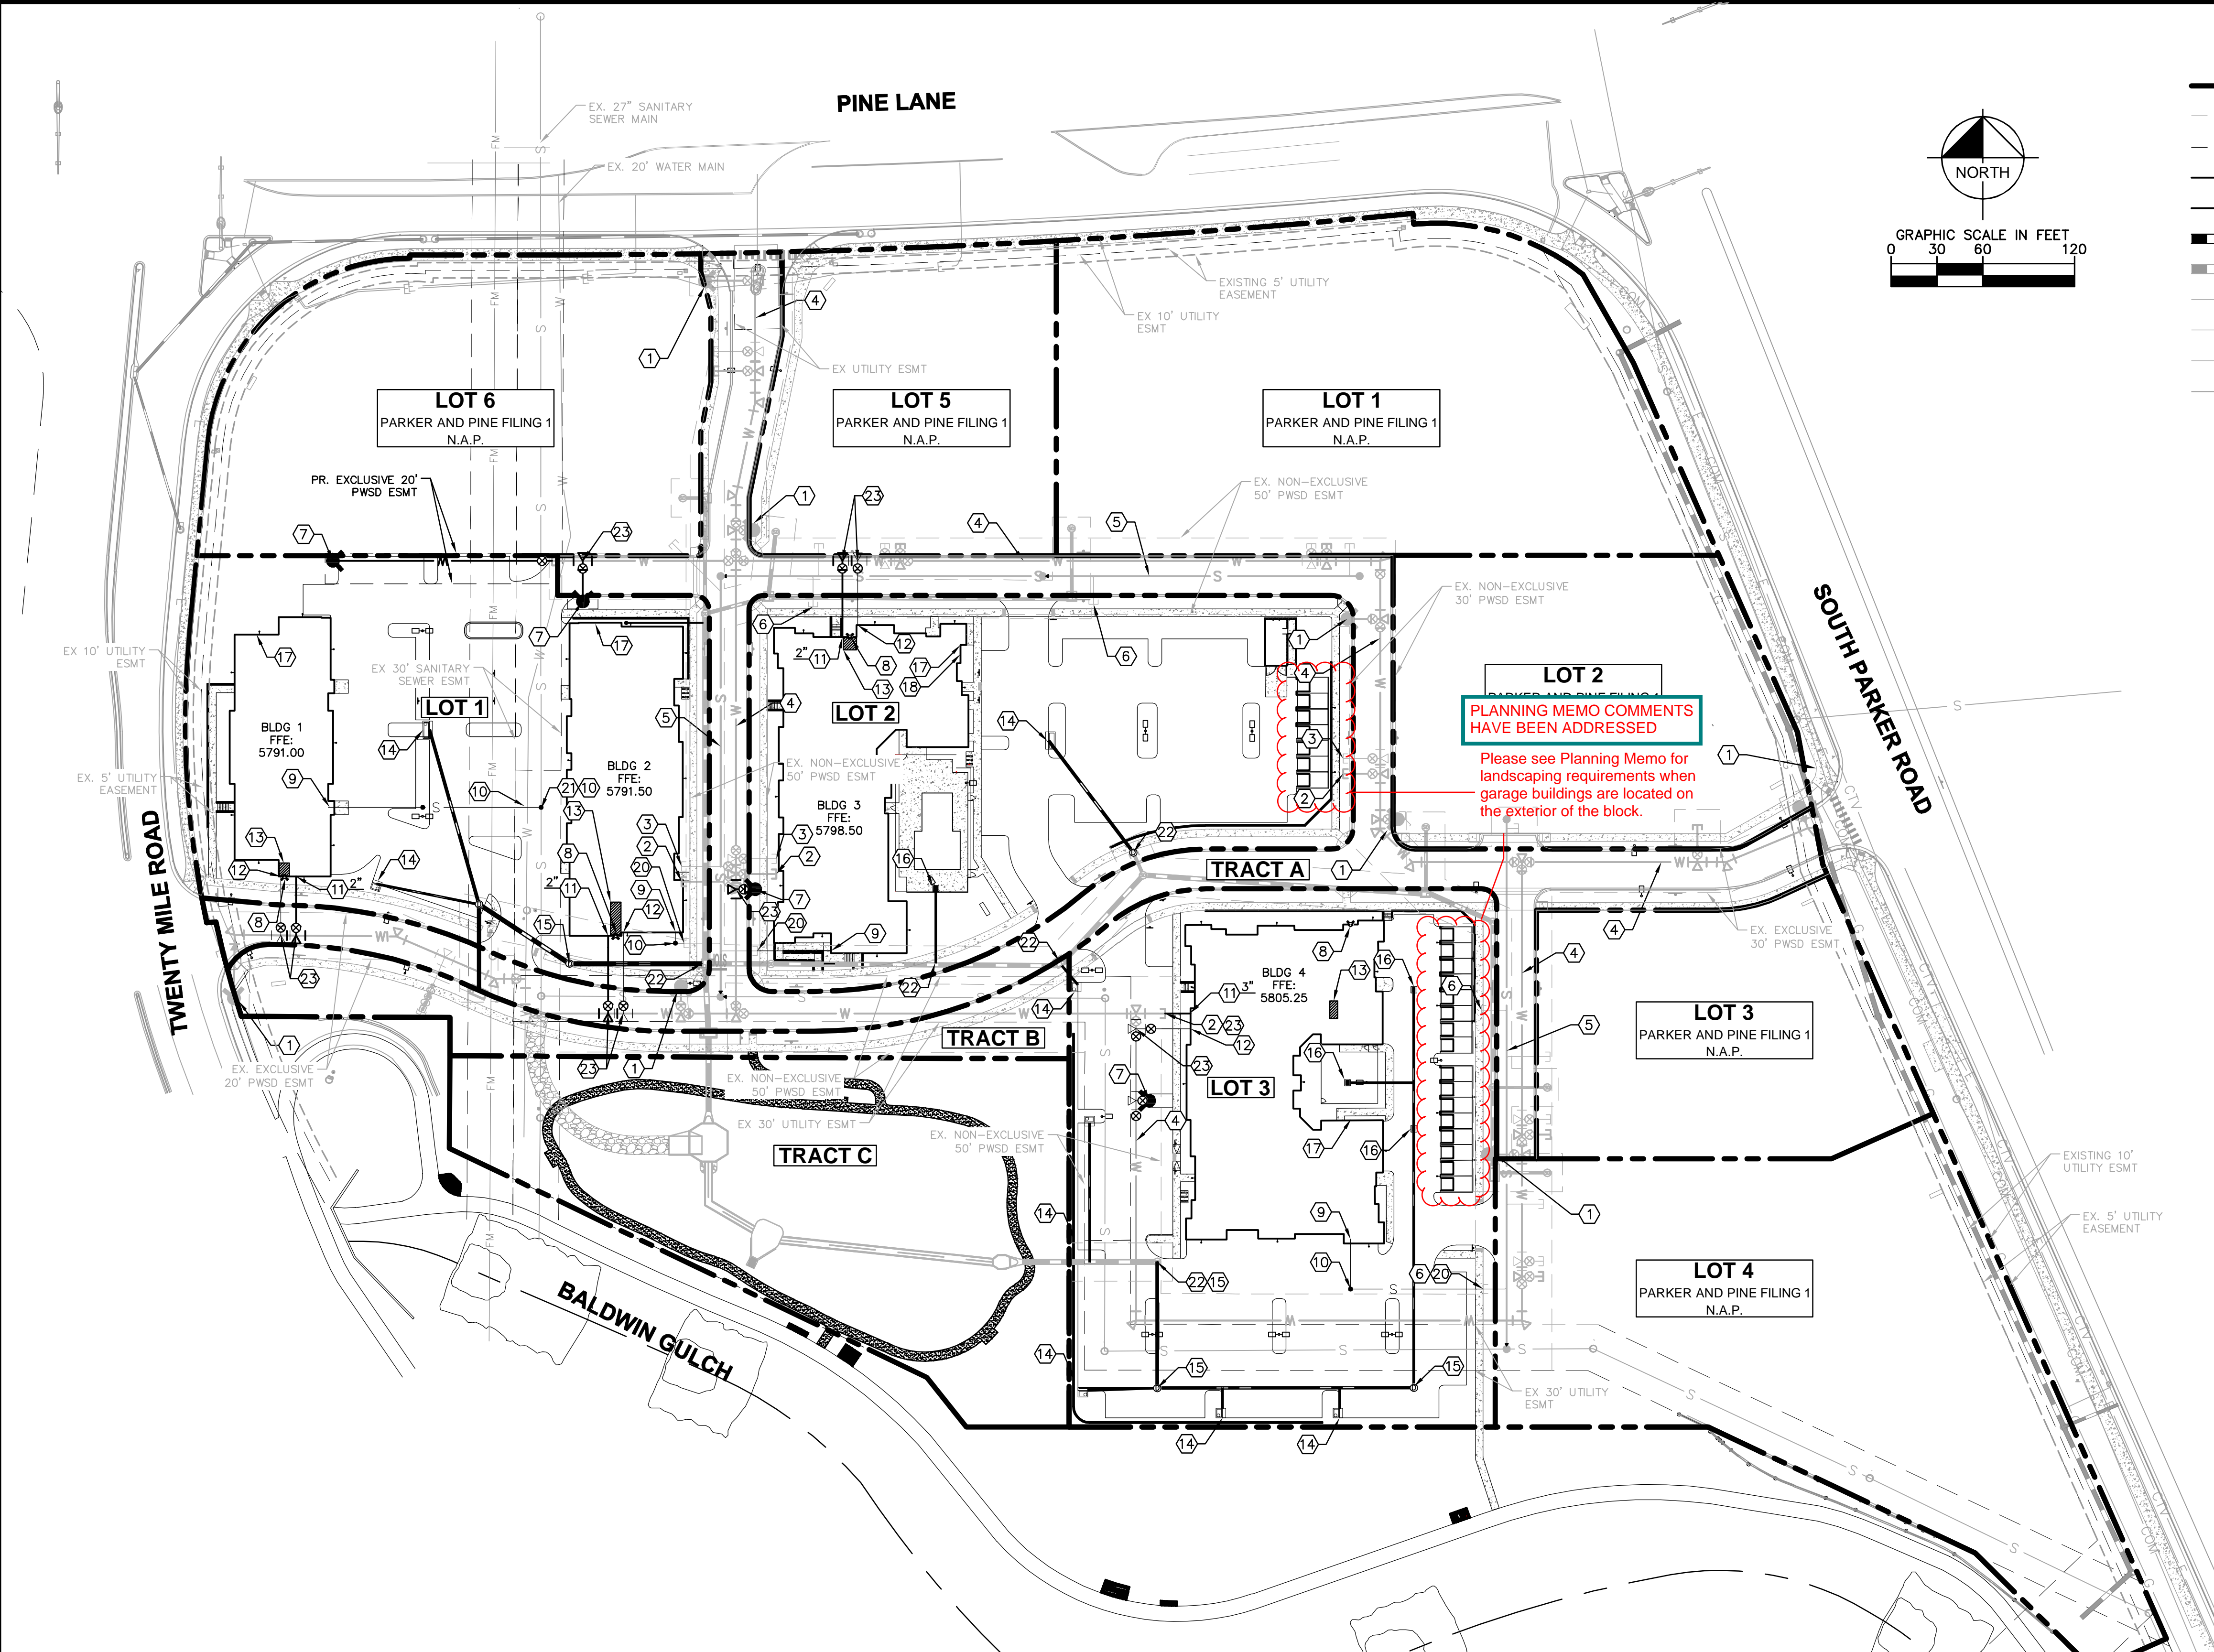 PINE LANE
EX. 27" SANITARY
SEWER MAIN
EX. 20' WATER MAIN
NORTH
GRAPHIC SCALE IN FEET
0 30 60 120
EXISTING 5' UTILITY
EASEMENT
EX 10' UTILITY
ESMT
EX UTILITY ESMT
LOT 6
PARKER AND PINE FILING 1
N.A.P.
LOT 5
PARKER AND PINE FILING 1
N.A.P.
LOT 1
PARKER AND PINE FILING 1
N.A.P.
PR. EXCLUSIVE 20'
PWSD ESMT
EX. NON-EXCLUSIVE
50' PWSD ESMT
EX. NON-EXCLUSIVE
30' PWSD ESMT
SOUTH PARKER ROAD
EX 10' UTILITY
ESMT
EX 30' SANITARY
SEWER ESMT
LOT 1
BLDG 1
FFE:
5791.00
BLDG 2
FFE:
5791.50
LOT 2
BLDG 3
FFE:
5798.50
EX. NON-EXCLUSIVE
50' PWSD ESMT
LOT 2
PLANNING MEMO COMMENTS
HAVE BEEN ADDRESSED
Please see Planning Memo for
landscaping requirements when
garage buildings are located on
the exterior of the block.
EX. 5' UTILITY
EASEMENT
TWENTY MILE ROAD
TRACT A
EX. EXCLUSIVE
30' PWSD ESMT
BLDG 4
FFE:
5805.25
LOT 3
LOT 3
PARKER AND PINE FILING 1
N.A.P.
TRACT B
EX. EXCLUSIVE
20' PWSD ESMT
EX. NON-EXCLUSIVE
50' PWSD ESMT
EX 30' UTILITY ESMT
EX. NON-EXCLUSIVE
50' PWSD ESMT
TRACT C
EXISTING 10'
UTILITY ESMT
EX. 5' UTILITY
EASEMENT
LOT 4
PARKER AND PINE FILING 1
N.A.P.
BALDWIN GULCH
EX 30' UTILITY
ESMT